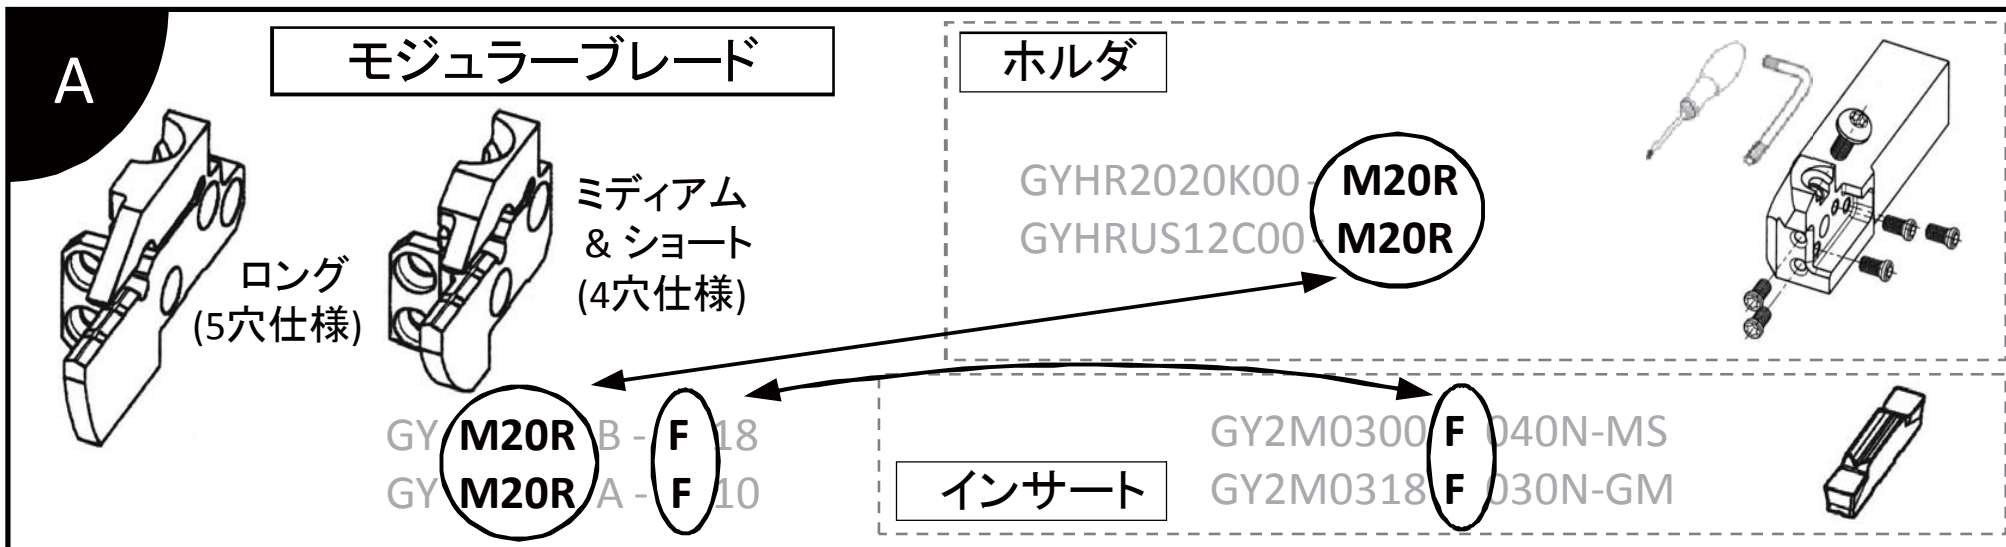 A
モジュラーブレード
ロング
(5穴仕様)
ミディアム
& ショート
(4穴仕様)
GY M20R B - F 18
GY M20R A - F 10
ホルダ
GYHR2020K00- M20R
GYHRUS12C00- M20R
インサート
GY2M0300 F 040N-MS
GY2M0318 F 030N-GM